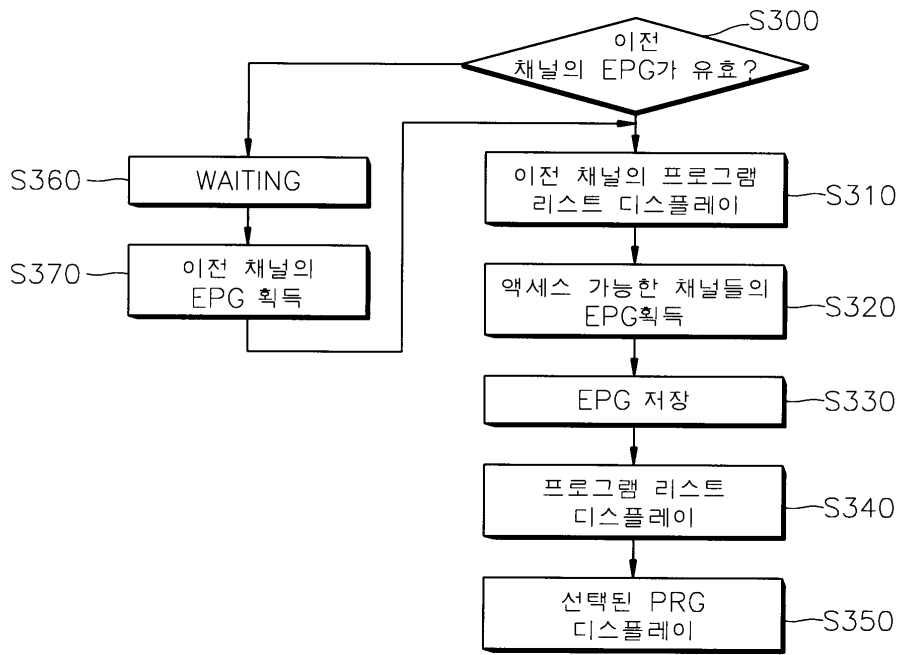 S300
이전
채널의 EPG가 유효?
S360
WAITING
이전 채널의 프로그램
리스트 디스플레이
S310
S370
이전 채널의
EPG 획득
액세스 가능한 채널들의
EPG획득
S320
EPG 저장
S330
프로그램 리스트
디스플레이
S340
선택된 PRG
디스플레이
S350